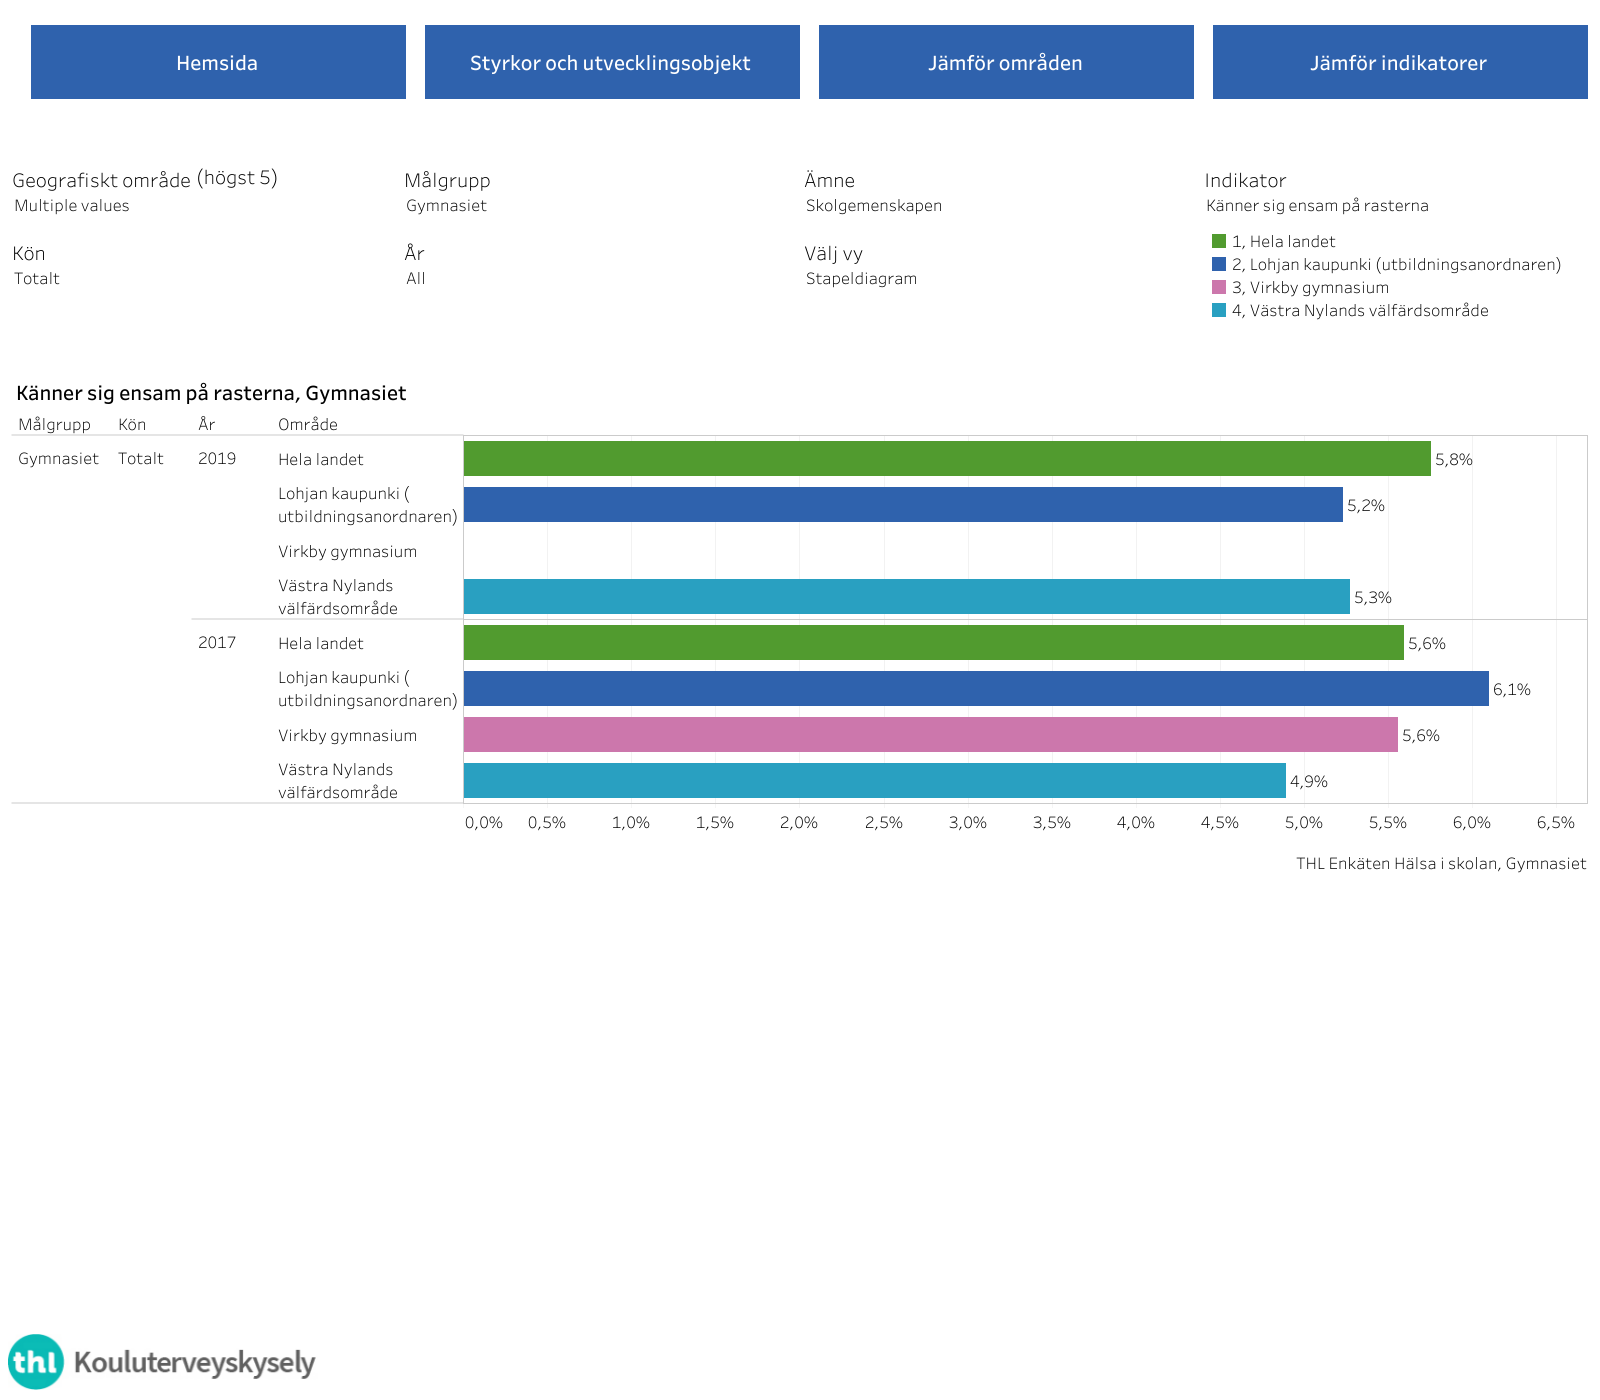 Hemsida
Styrkor och utvecklingsobjekt
Jämför områden
Jämför indikatorer
Geografiskt område (högst 5)
Multiple values
Målgrupp
Gymnasiet
Ämne
Skolgemenskapen
Indikator
Känner sig ensam på rasterna
Kön
Totalt
År
All
Välj vy
Stapeldiagram
1, Hela landet
2, Lohjan kaupunki (utbildningsanordnaren)
3, Virkby gymnasium
4, Västra Nylands välfärdsområde
Känner sig ensam på rasterna, Gymnasiet
Målgrupp Kön År Område
Gymnasiet Totalt 2019 Hela landet 5,8%
Lohjan kaupunki (
utbildningsanordnaren) 5,2%
Virkby gymnasium
Västra Nylands
välfärdsområde 5,3%
2017 Hela landet 5,6%
Lohjan kaupunki (
utbildningsanordnaren) 6,1%
Virkby gymnasium 5,6%
Västra Nylands
välfärdsområde 4,9%
0,0% 0,5% 1,0% 1,5% 2,0% 2,5% 3,0% 3,5% 4,0% 4,5% 5,0% 5,5% 6,0% 6,5%
THL Enkäten Hälsa i skolan, Gymnasiet
thl Kouluterveyskysely